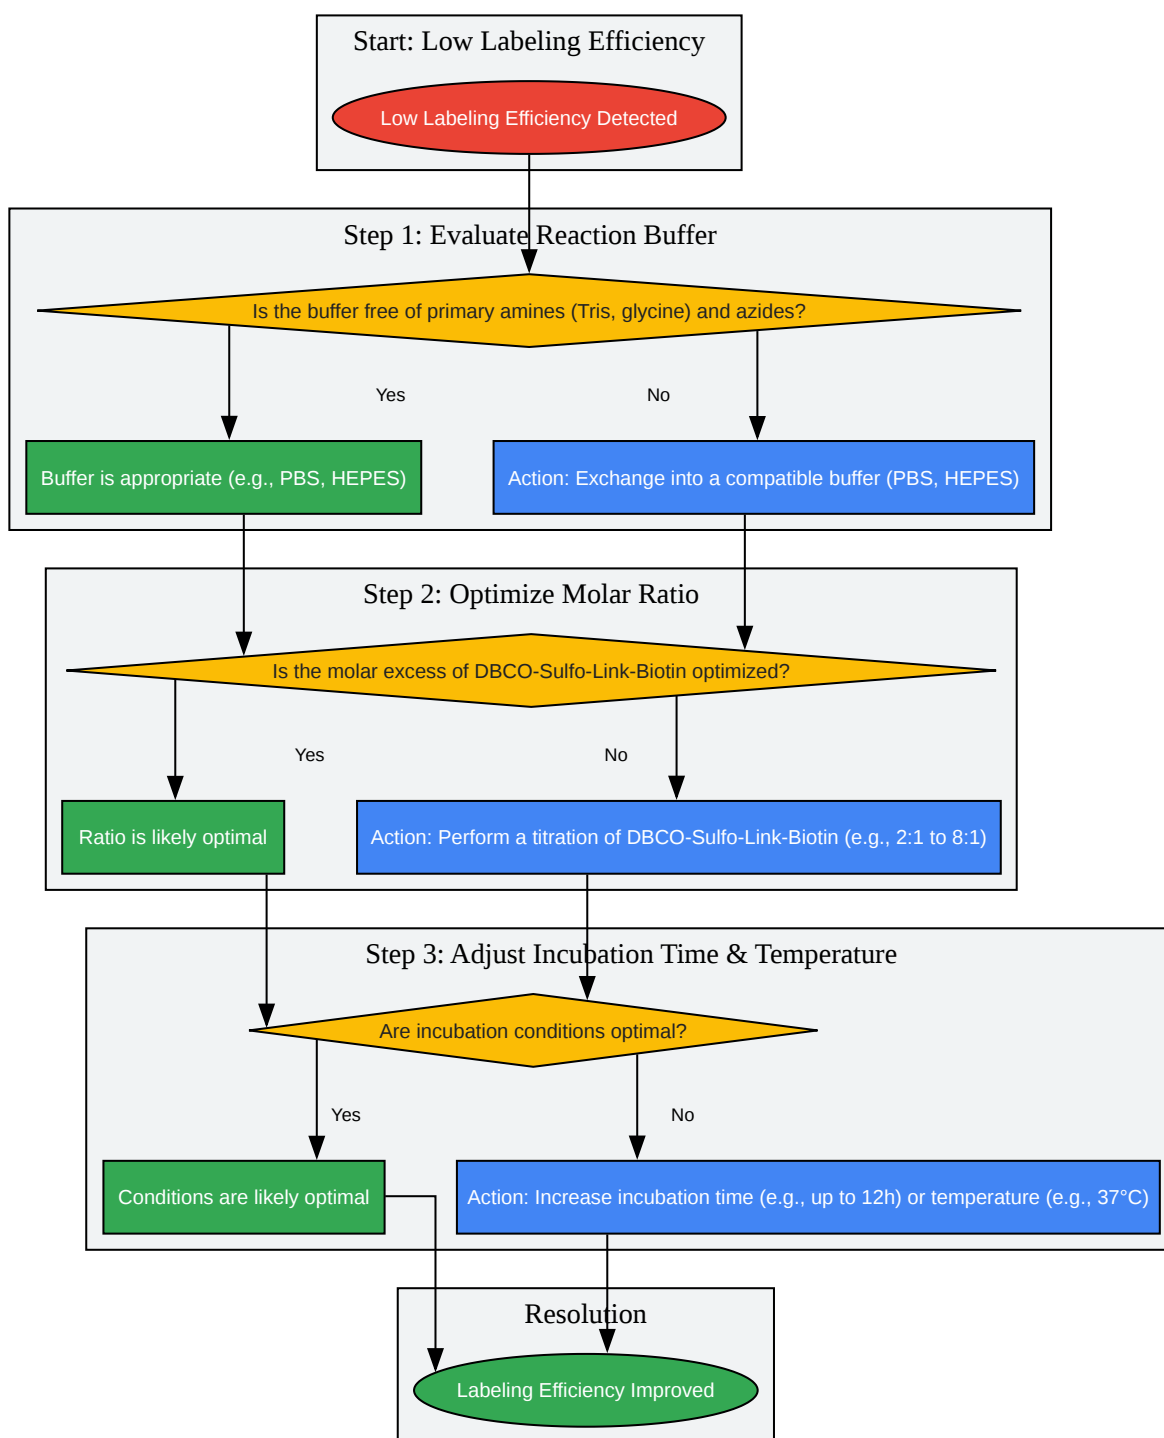 Start: Low Labeling Efficiency
Low Labeling Efficiency Detected
Step 1: Evaluate Reaction Buffer
Is the buffer free of primary amines (Tris, glycine) and azides?
Yes
No
Buffer is appropriate (e.g., PBS, HEPES)
Action: Exchange into a compatible buffer (PBS, HEPES)
Step 2: Optimize Molar Ratio
Is the molar excess of DBCO-Sulfo-Link-Biotin optimized?
Yes
No
Ratio is likely optimal
Action: Perform a titration of DBCO-Sulfo-Link-Biotin (e.g., 2:1 to 8:1)
Step 3: Adjust Incubation Time & Temperature
Are incubation conditions optimal?
Yes
No
Conditions are likely optimal
Action: Increase incubation time (e.g., up to 12h) or temperature (e.g., 37°C)
Resolution
Labeling Efficiency Improved